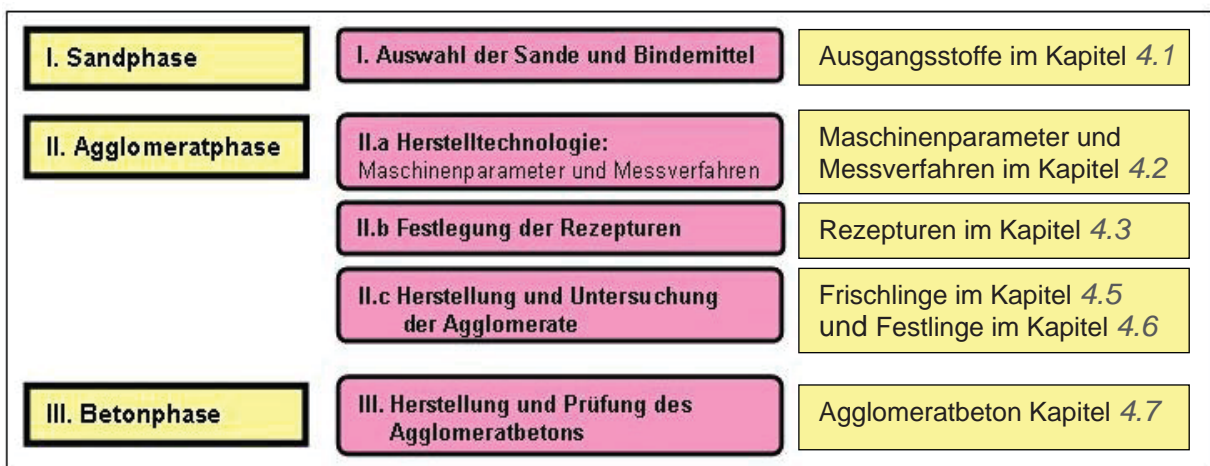 I. Sandphase
I. Auswahl der Sande und Bindemittel
Ausgangsstoffe im Kapitel 4.1
II. Agglomeratphase
II.a Herstelltechnologie:
Maschinenparameter und Messverfahren
Maschinenparameter und
Messverfahren im Kapitel 4.2
II.b Festlegung der Rezepturen
Rezepturen im Kapitel 4.3
II.c Herstellung und Untersuchung
der Agglomerate
Frischlinge im Kapitel 4.5
und Festlinge im Kapitel 4.6
III. Betonphase
III. Herstellung und Prüfung des
Agglomeratbetons
Agglomeratbeton Kapitel 4.7